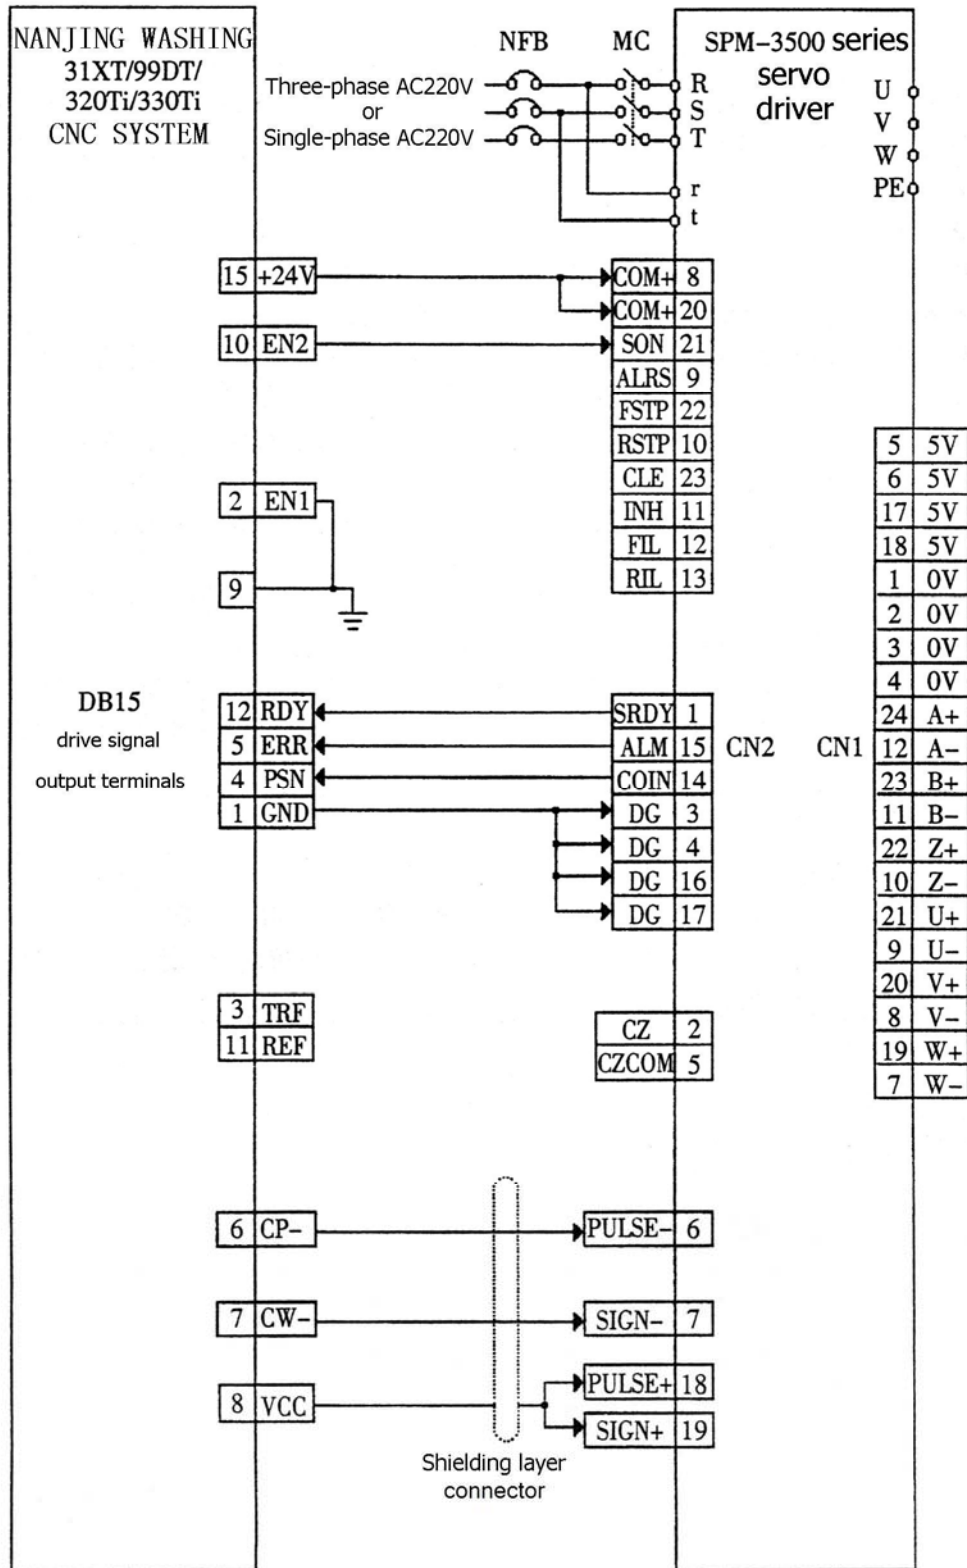 NANJING WASHING
31XT/99DT/
320Ti/330Ti
CNC SYSTEM
NFB
MC
Three-phase AC220V
or
Single-phase AC220V
SPM-3500 series
servo
driver
R
S
T
r
t
U
V
W
PE
15 +24V
10 EN2
2 EN1
9
DB15
drive signal
output terminals
12 RDY
5 ERR
4 PSN
1 GND
3 TRF
11 REF
6 CP-
7 CW-
8 VCC
Shielding layer
connector
COM+ 8
COM+ 20
SON 21
ALRS 9
FSTP 22
RSTP 10
CLE 23
INH 11
FIL 12
RIL 13
SRDY 1
ALM 15
COIN 14
DG 3
DG 4
DG 16
DG 17
CN2
CZ 2
CZCOM 5
PULSE- 6
SIGN- 7
PULSE+ 18
SIGN+ 19
CN1
5 5V
6 5V
17 5V
18 5V
1 0V
2 0V
3 0V
4 0V
24 A+
12 A-
23 B+
11 B-
22 Z+
10 Z-
21 U+
9 U-
20 V+
8 V-
19 W+
7 W-